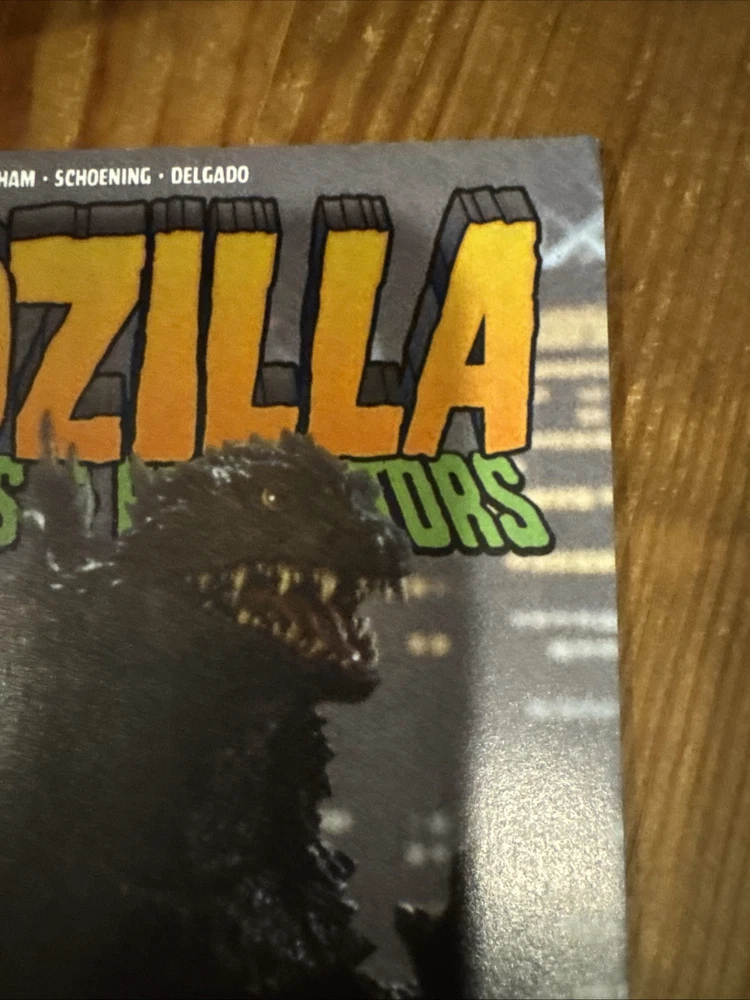 HAM · SCHOENING · DELGADO
ZILLA
S TORS